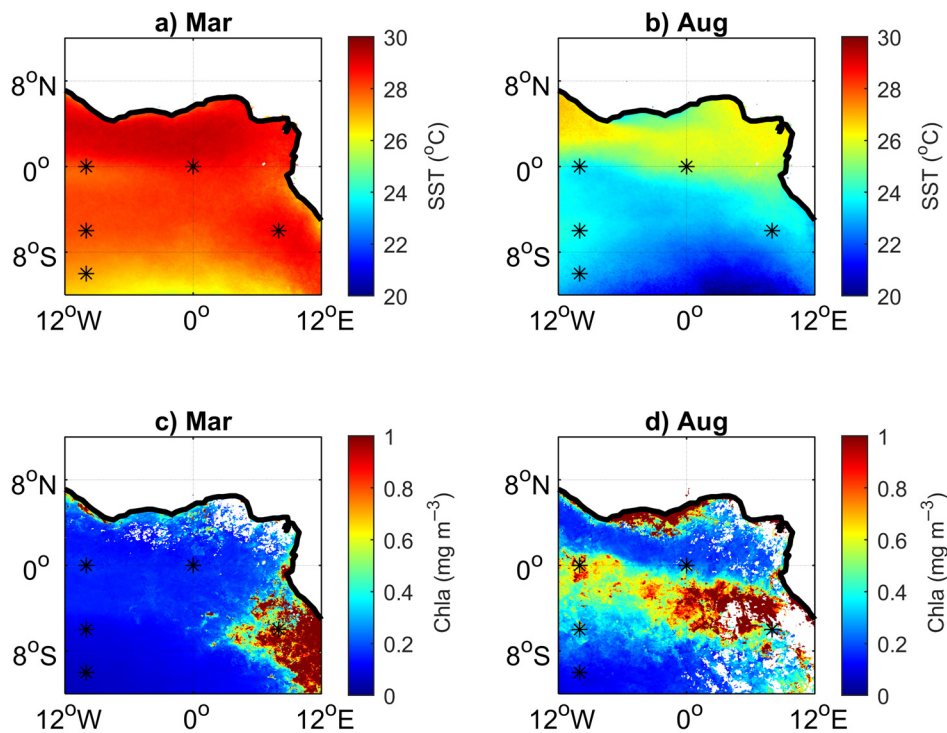 a) Mar
b) Aug
8°N
0°
8°S
12°W
0°
12°E
30
28
26
24
22
20
SST (°C)
8°N
0°
8°S
12°W
0°
12°E
30
28
26
24
22
20
SST (°C)
c) Mar
d) Aug
8°N
0°
8°S
12°W
0°
12°E
1
0.8
0.6
0.4
0.2
0
Chla (mg m⁻³)
8°N
0°
8°S
12°W
0°
12°E
1
0.8
0.6
0.4
0.2
0
Chla (mg m⁻³)